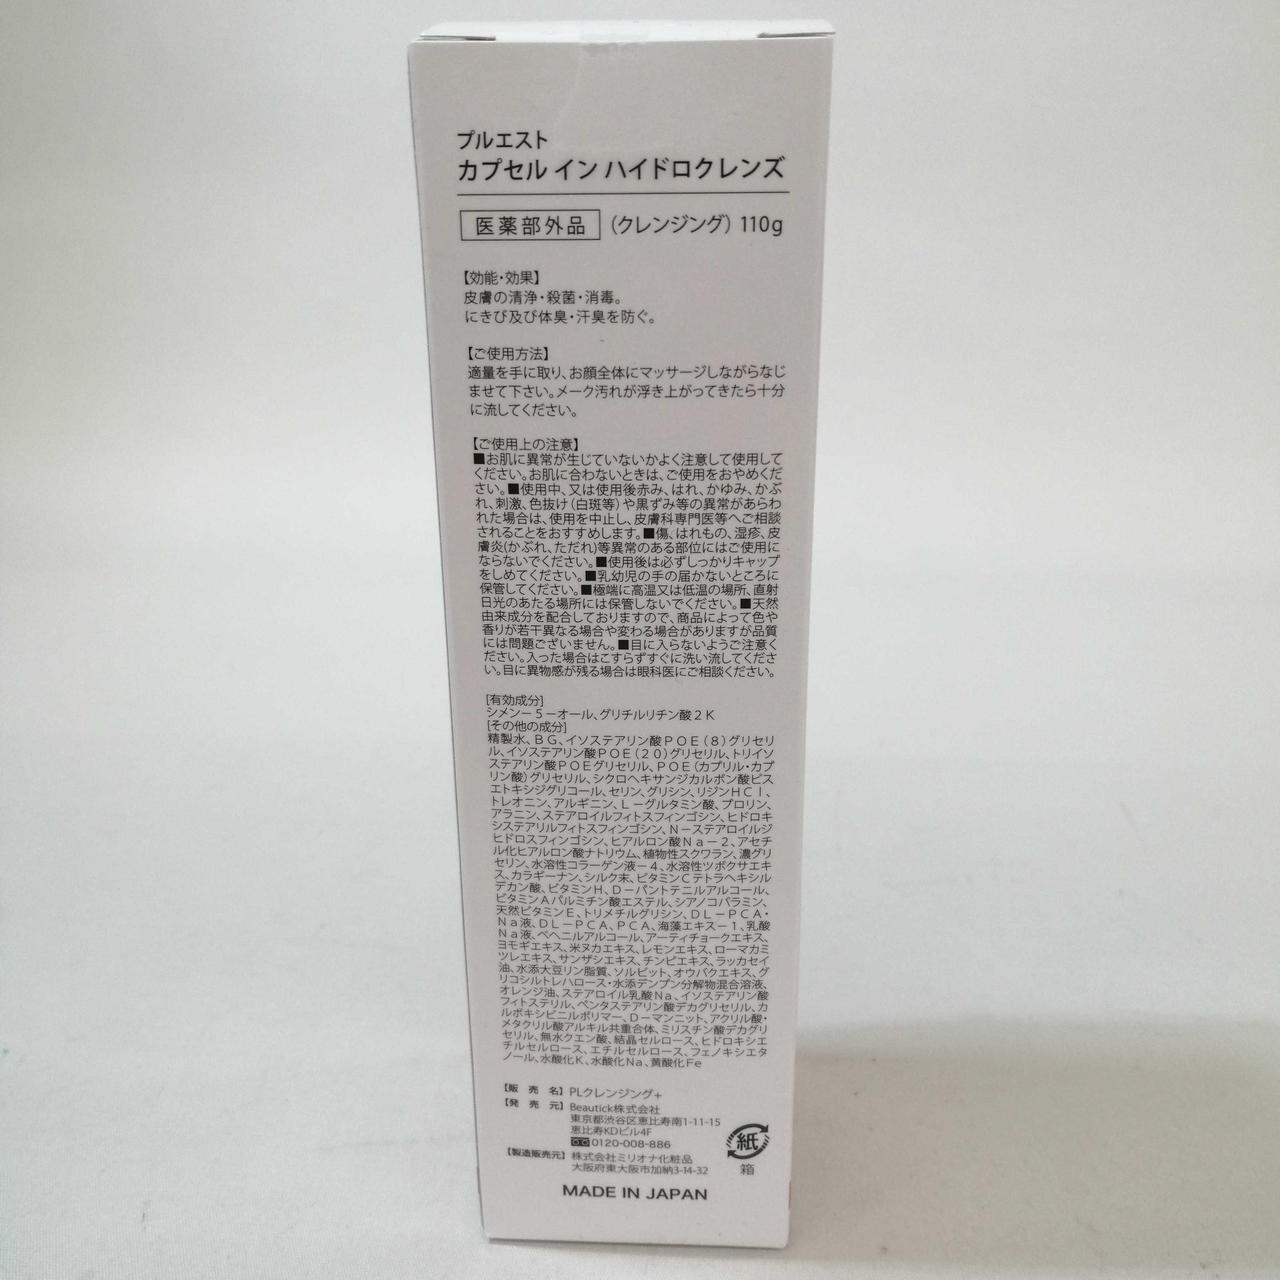 プルエスト
カプセル イン ハイドロクレンズ
医薬部外品 (クレンジング) 110g
【効能・効果】
皮膚の清浄・殺菌・消毒。
にきび及び体臭・汗臭を防ぐ。
【ご使用方法】
適量を手に取り、お顔全体にマッサージしながらなじ
ませて下さい。メーク汚れが浮き上がってきたら十分
に流してください。
【ご使用上の注意】
■お肌に異常が生じていないかよく注意して使用して
ください。お肌に合わないときは、ご使用をおやめくだ
さい。■使用中、又は使用後赤み、はれ、かゆみ、かぶ
れ、刺激、色抜け(白斑等)や黒ずみ等の異常があらわ
れた場合は、使用を中止し、皮膚科専門医等へご相談
されることをおすすめします。■傷、はれもの、湿疹、皮
膚炎(かぶれ、ただれ)等異常のある部位にはご使用に
ならないでください。■使用後は必ずしっかりキャップ
をしめてください。■乳幼児の手の届かないところに
保管してください。■極端に高温又は低温の場所、直射
日光のあたる場所には保管しないでください。■天然
由来成分を配合しておりますので、商品によって色や
香りが若干異なる場合や変わる場合がありますが品質
には問題ございません。■目に入らないようご注意く
ださい。入った場合はこすらずすぐに洗い流してくださ
い。目に異物感が残る場合は眼科医にご相談ください。
[有効成分]
シメン－５－オール、グリチルリチン酸２Ｋ
[その他の成分]
精製水、ＢＧ、イソステアリン酸ＰＯＥ(８)グリセリ
ル、イソステアリン酸ＰＯＥ(２０)グリセリル、トリイソ
ステアリン酸ＰＯＥグリセリル、ＰＯＥ(カプリル・カプ
リン酸)グリセリル、シクロヘキサンジカルボン酸ビス
エトキシジグリコール、セリン、グリシン、リジンＨＣｌ、
トレオニン、アルギニン、Ｌ－グルタミン酸、プロリン、
アラニン、ステアロイルフィトスフィンゴシン、ヒドロキ
システアリルフィトスフィンゴシン、Ｎ－ステアロイルジ
ヒドロスフィンゴシン、ヒアルロン酸Ｎａ－２、アセチ
ル化ヒアルロン酸ナトリウム、植物性スクワラン、濃グリ
セリン、水溶性コラーゲン液－４、水溶性ツボクサエキ
ス、カラギーナン、シルク末、ビタミンＣテトラヘキシル
デカン酸、ビタミンＨ、Ｄ－パントテニルアルコール、
ビタミンＡパルミチン酸エステル、シアノコバラミン、
天然ビタミンＥ、トリメチルグリシン、ＤＬ－ＰＣＡ・
Ｎａ液、ＤＬ－ＰＣＡ、ＰＣＡ、海藻エキス－１、乳酸
Ｎａ液、ベヘニルアルコール、アーティチョークエキス、
ヨモギエキス、米ヌカエキス、レモンエキス、ローマカミ
ツレエキス、サンザシエキス、チンピエキス、ラッカセイ
油、水添大豆リン脂質、ソルビット、オウバクエキス、グ
リコシルトレハロース・水添デンプン分解物混合溶液、
オレンジ油、ステアロイル乳酸Ｎａ、イソステアリン酸
フィトステリル、ペンタステアリン酸デカグリセリル、カ
ルボキシビニルポリマー、Ｄ－マンニット、アクリル酸・
メタクリル酸アルキル共重合体、ミリスチン酸デカグリ
セリル、無水クエン酸、結晶セルロース、ヒドロキシエ
チルセルロース、エチルセルロース、フェノキシエタ
ノール、水酸化Ｋ、水酸化Ｎａ、黄酸化Ｆｅ
【販 売 名】PLクレンジング+
【発 売 元】Beautick株式会社
東京都渋谷区恵比寿南1-11-15
恵比寿KDビル4F
0120-008-886
【製造販売元】株式会社ミリオナ化粧品
大阪府東大阪市加納3-14-32
紙
箱
MADE IN JAPAN